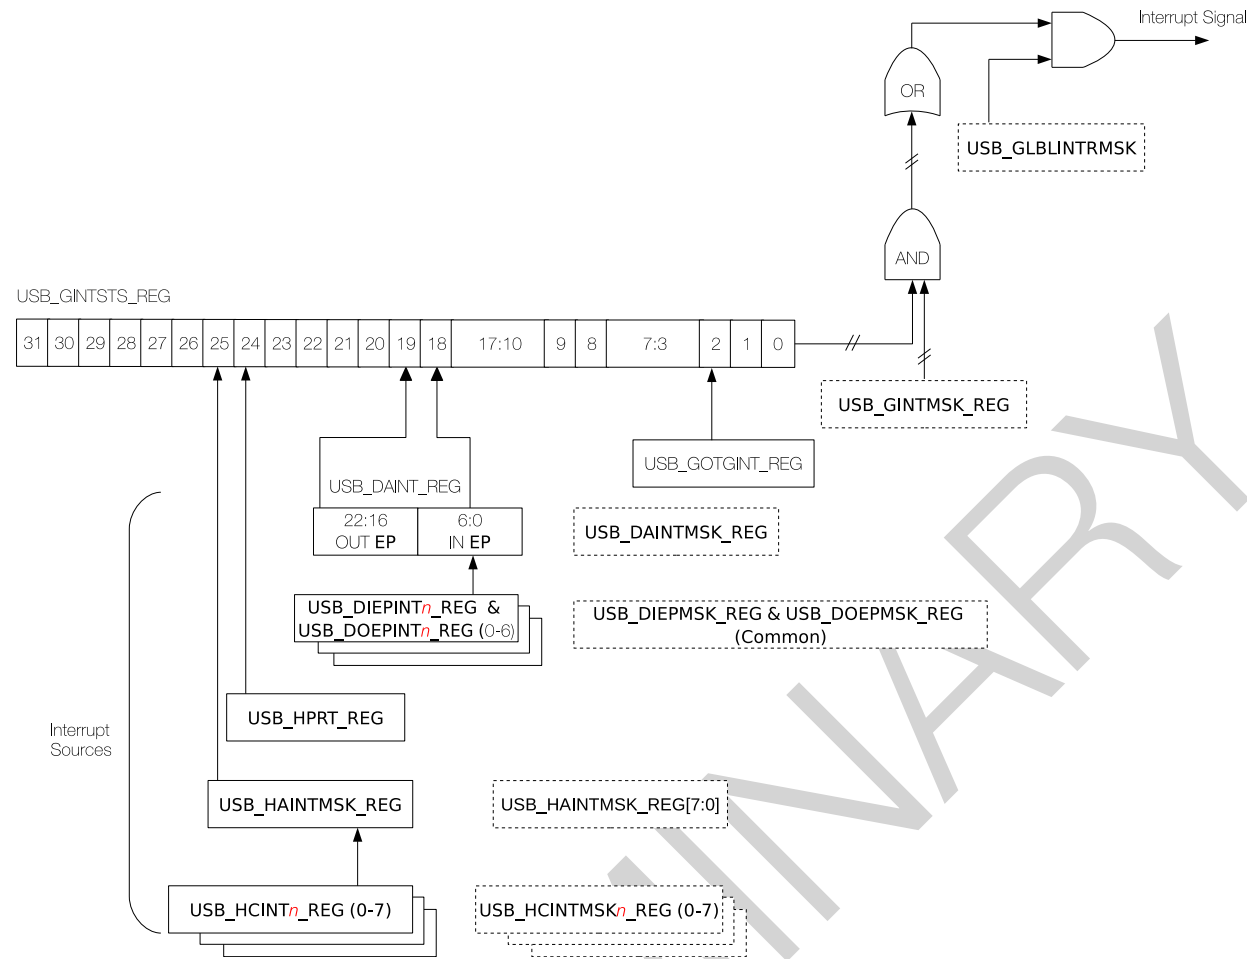 Interrupt Signal
OR
USB_GLBLINTRMSK
AND
USB_GINTSTS_REG
31 30 29 28 27 26 25 24 23 22 21 20 19 18 17:10 9 8 7:3 2 1 0
USB_GINTMSK_REG
USB_GOTGINT_REG
USB_DAINT_REG
22:16
OUT EP
6:0
IN EP
USB_DAINTMSK_REG
USB_DIEPINTn_REG &
USB_DOEPINTn_REG (0-6)
USB_DIEPMSK_REG & USB_DOEPMSK_REG
(Common)
USB_HPRT_REG
Interrupt
Sources
USB_HAINTMSK_REG
USB_HAINTMSK_REG[7:0]
USB_HCINTn_REG (0-7)
USB_HCINTMSKn_REG (0-7)
INARY